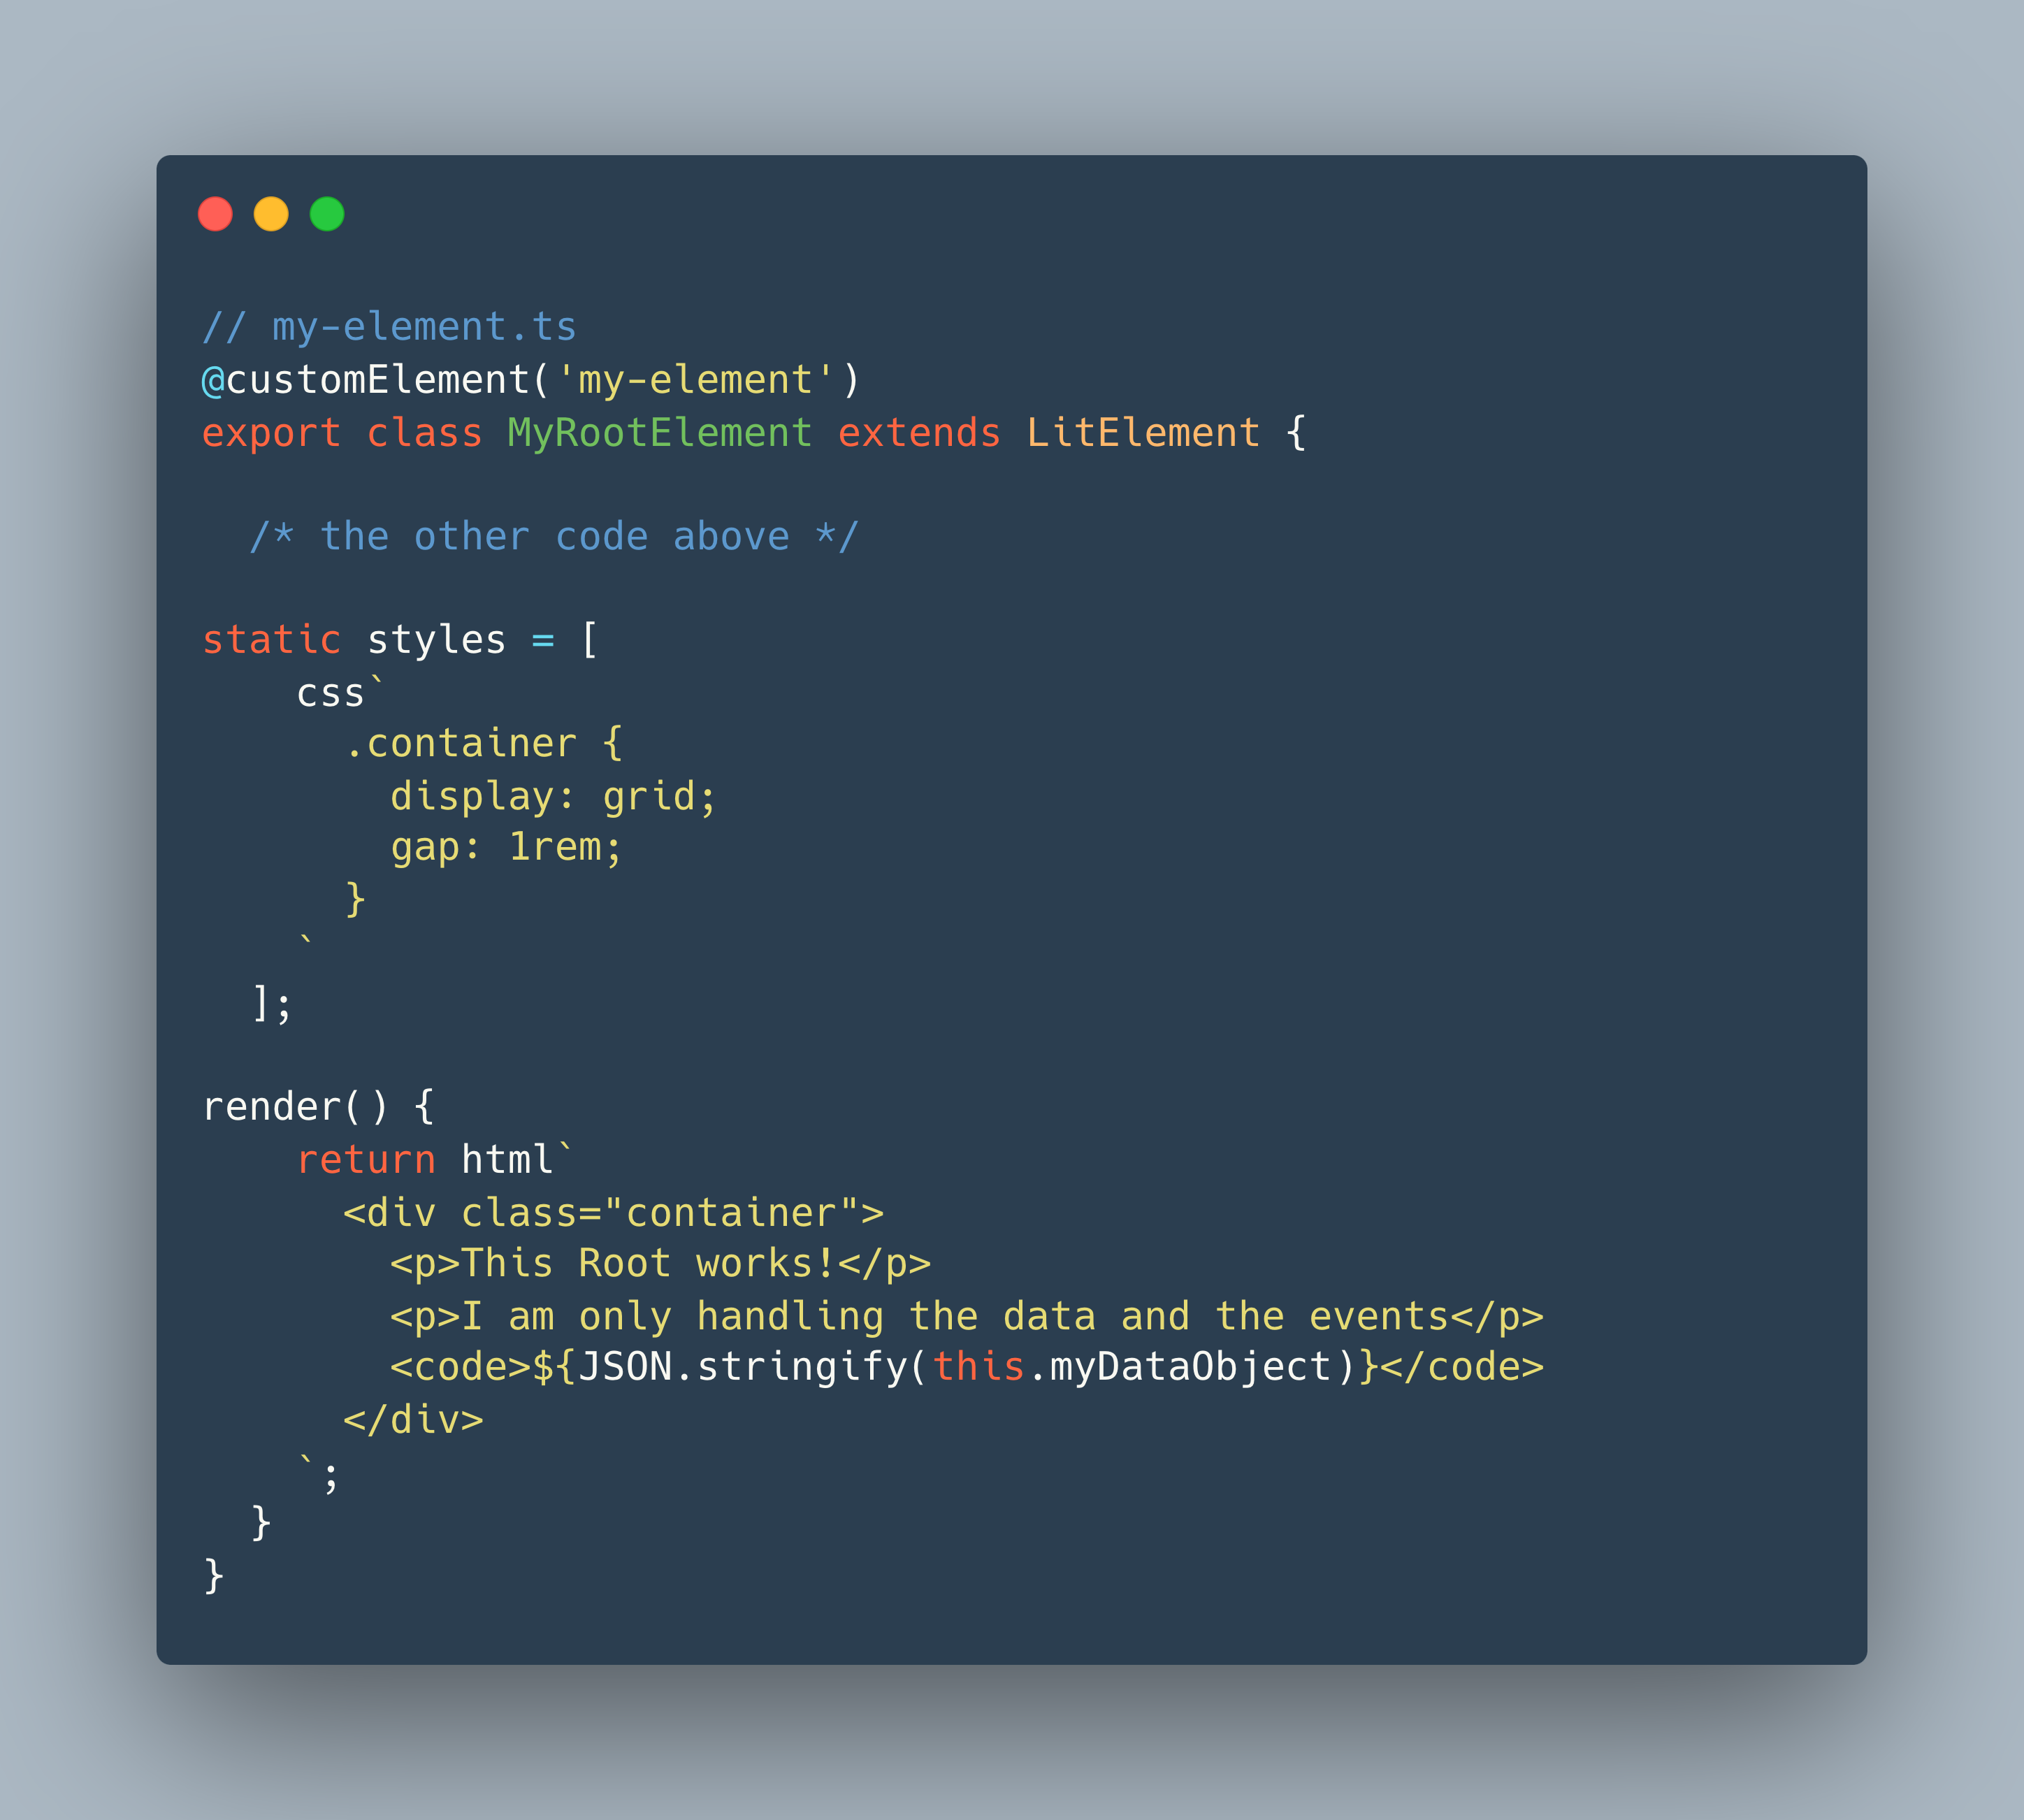 // my-element.ts
@customElement('my-element')
export class MyRootElement extends LitElement {

  /* the other code above */

static styles = [
    css`
      .container {
        display: grid;
        gap: 1rem;
      }
    `
  ];

render() {
    return html`
      <div class="container">
        <p>This Root works!</p>
        <p>I am only handling the data and the events</p>
        <code>${JSON.stringify(this.myDataObject)}</code>
      </div>
    `;
  }
}